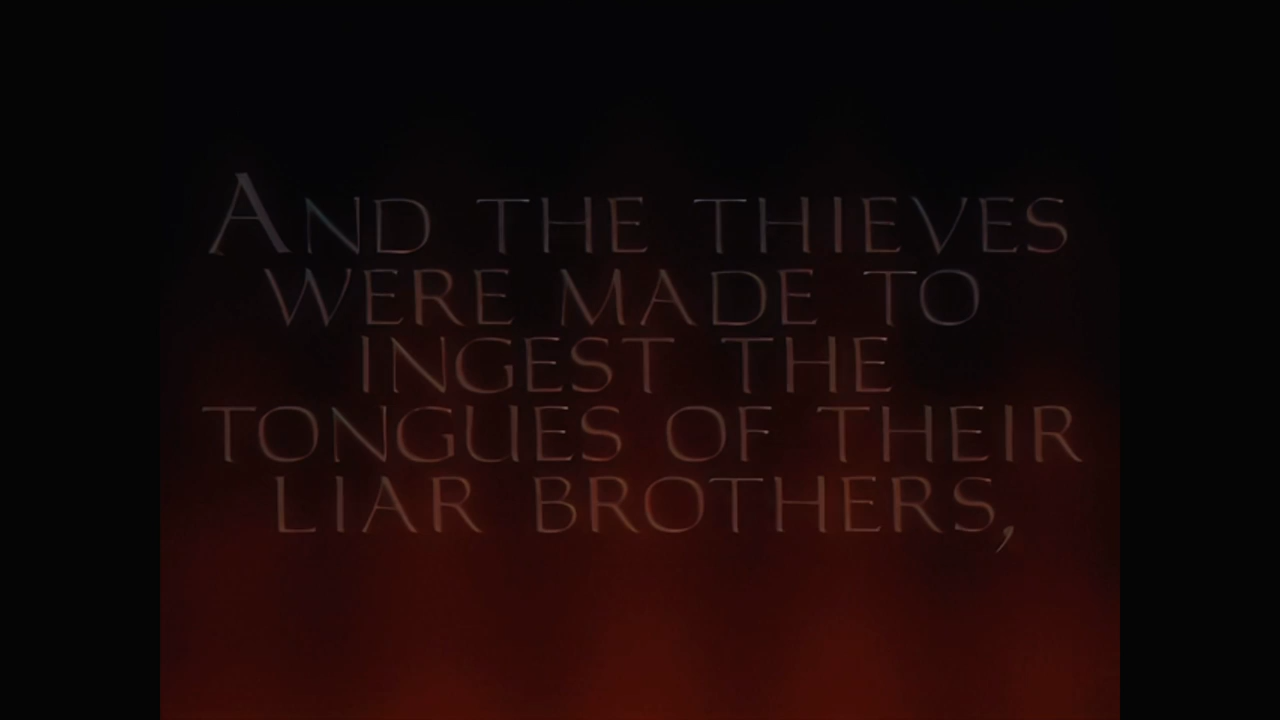 AND THE THIEVES
WERE MADE TO
INGEST THE
TONGUES OF THEIR
LIAR BROTHERS,